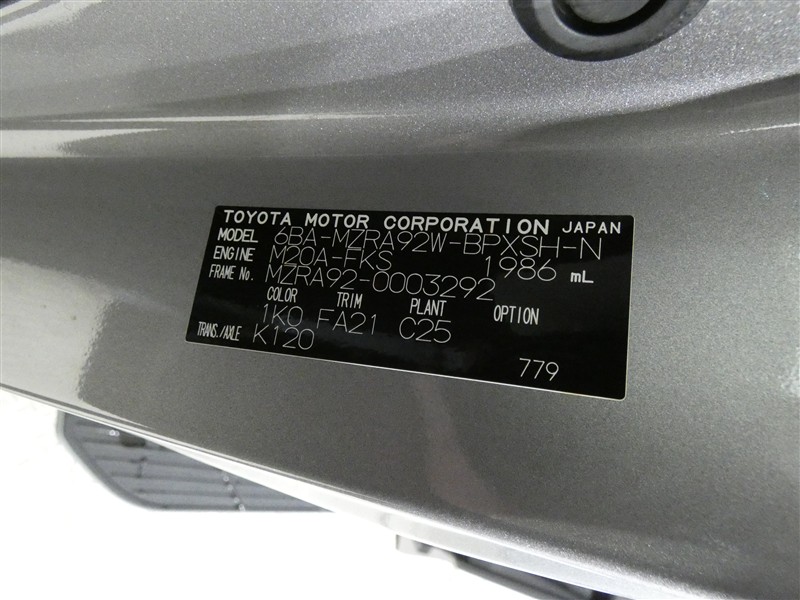 TOYOTA MOTOR CORPORATION JAPAN
MODEL 6BA-MZRA92W-BPXSH-N
ENGINE M20A-FKS 1986 mL
FRAME No. MZRA92-0003292
COLOR TRIM PLANT OPTION
1K0 FA21 C25
TRANS./AXLE K120
779